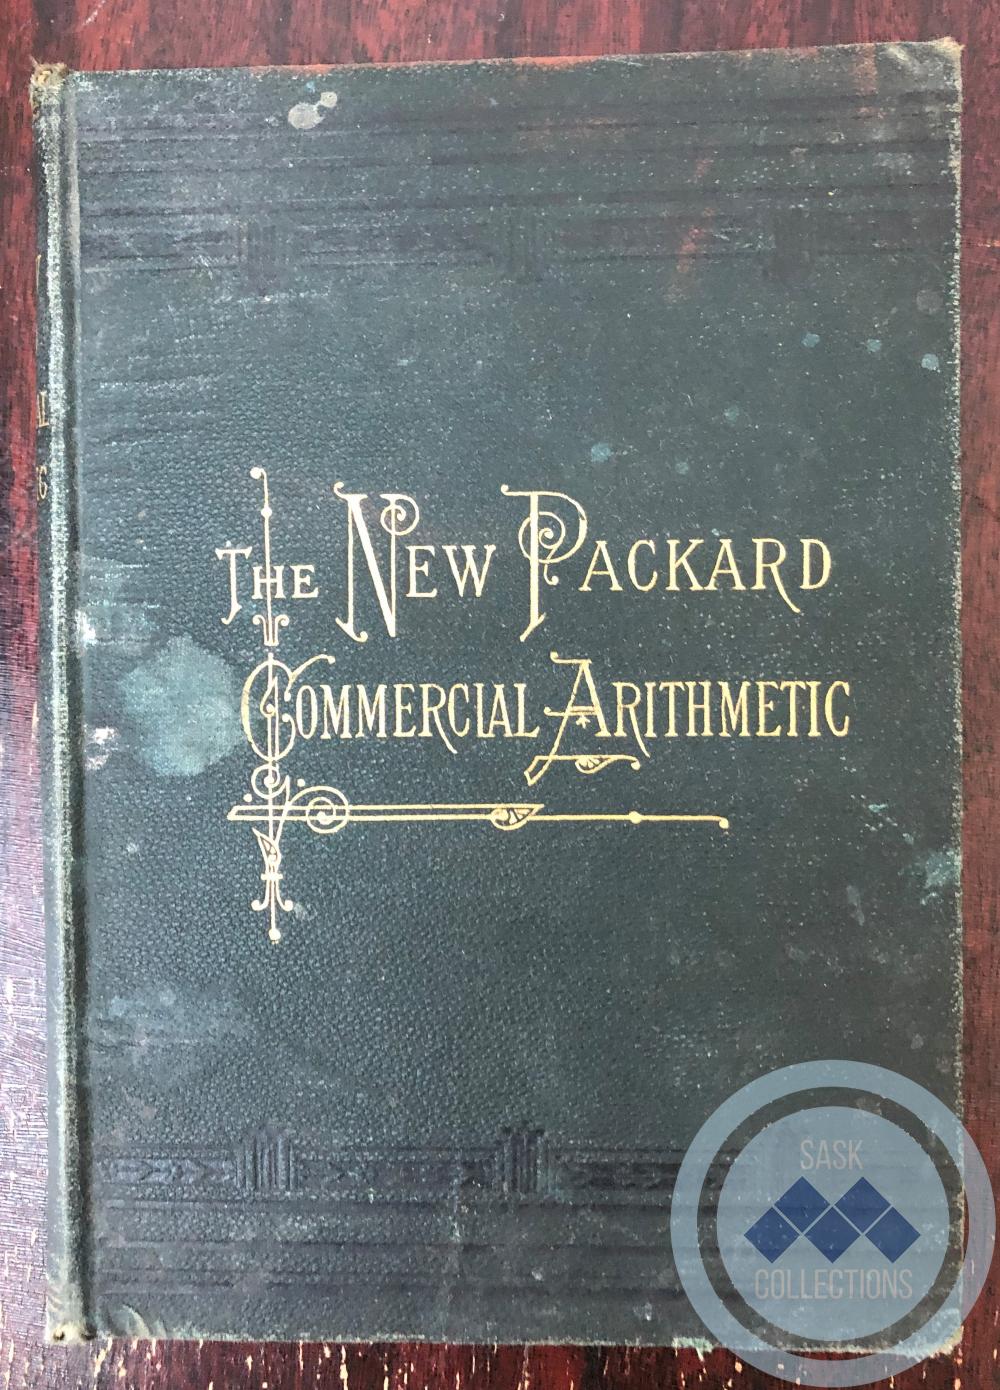 THE NEW PACKARD
COMMERCIAL ARITHMETIC
SASK
COLLECTIONS